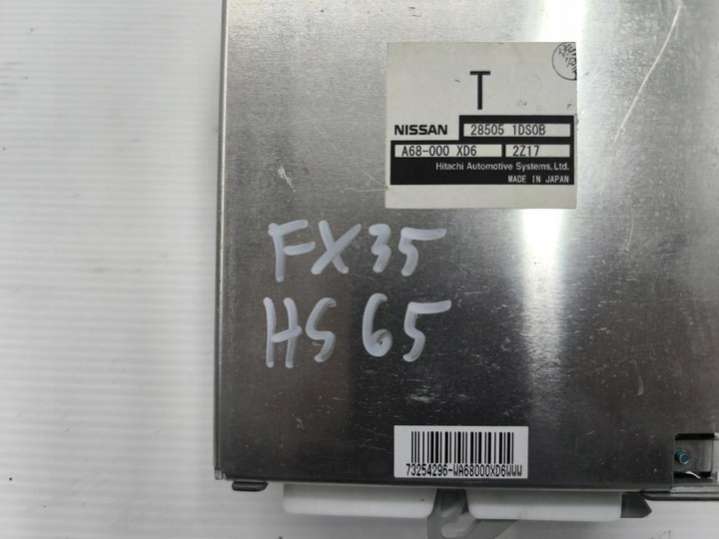 T
NISSAN 28505 1DS0B
A68-000 XD6 2Z17
Hitachi Automotive Systems, Ltd.
MADE IN JAPAN
FX35
HS65
73254296-WA68000XD6WWW